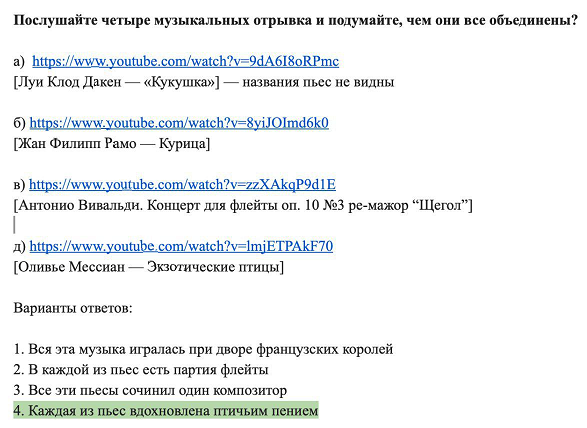 Послушайте четыре музыкальных отрывка и подумайте, чем они все объединены?
а) https://www.youtube.com/watch?v=9dA6I8oRPmc
[Луи Клод Дакен — «Кукушка»] — названия пьес не видны
б) https://www.youtube.com/watch?v=8yiJOImd6k0
[Жан Филипп Рамо — Курица]
в) https://www.youtube.com/watch?v=zzXAkqP9d1E
[Антонио Вивальди. Концерт для флейты оп. 10 №3 ре-мажор “Щегол”]
д) https://www.youtube.com/watch?v=lmjETPAkF70
[Оливье Мессиан — Экзотические птицы]
Варианты ответов:
1. Вся эта музыка игралась при дворе французских королей
2. В каждой из пьес есть партия флейты
3. Все эти пьесы сочинил один композитор
4. Каждая из пьес вдохновлена птичьим пением